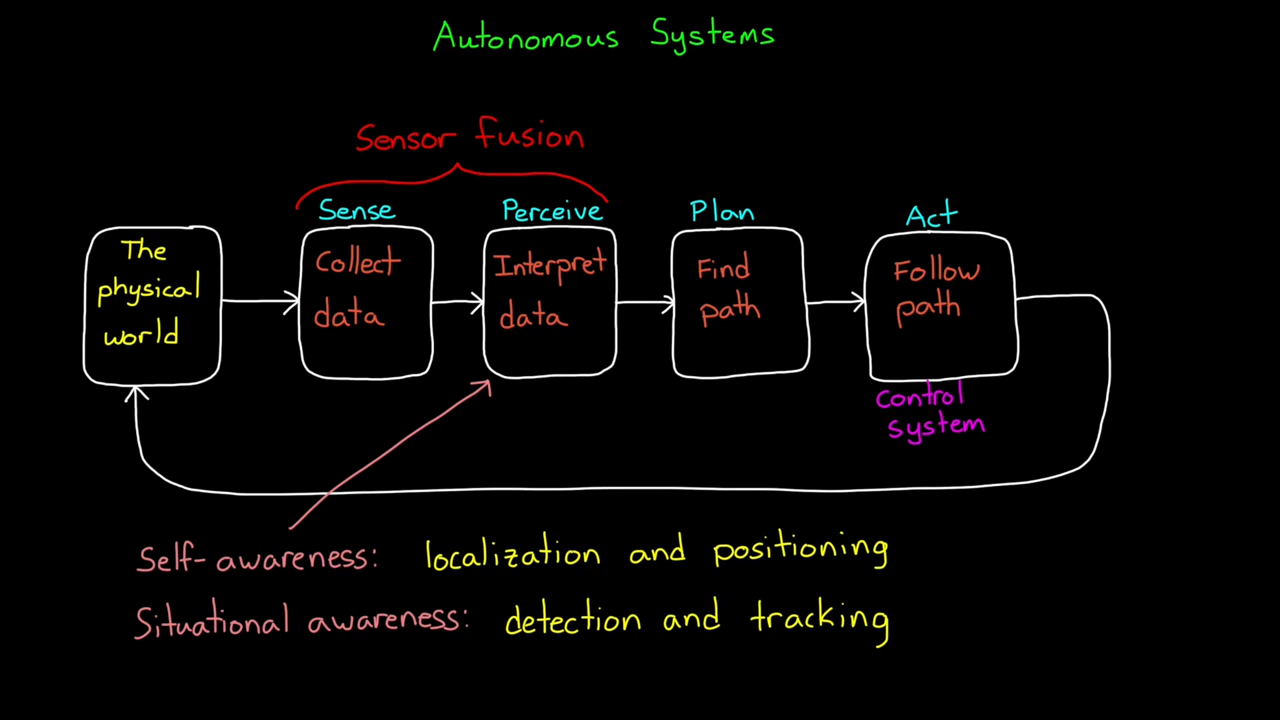 Autonomous Systems
Sensor fusion
Sense
Perceive
Plan
Act
The
physical
world
Collect
data
Interpret
data
Find
path
Follow
path
Control
system
Self-awareness: localization and positioning
Situational awareness: detection and tracking